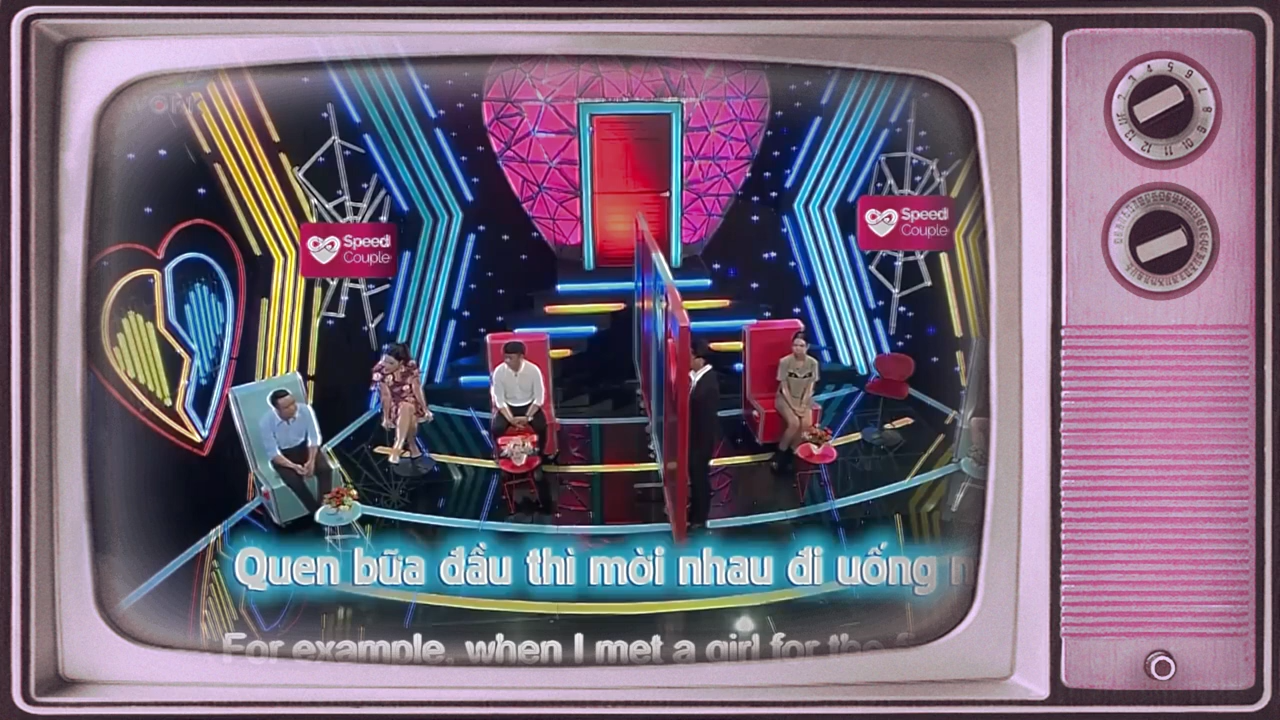 Speed
Couple
Speed
Couple
Quen bữa đầu thì mời nhau đi uống n
For example, when I met a girl for the f